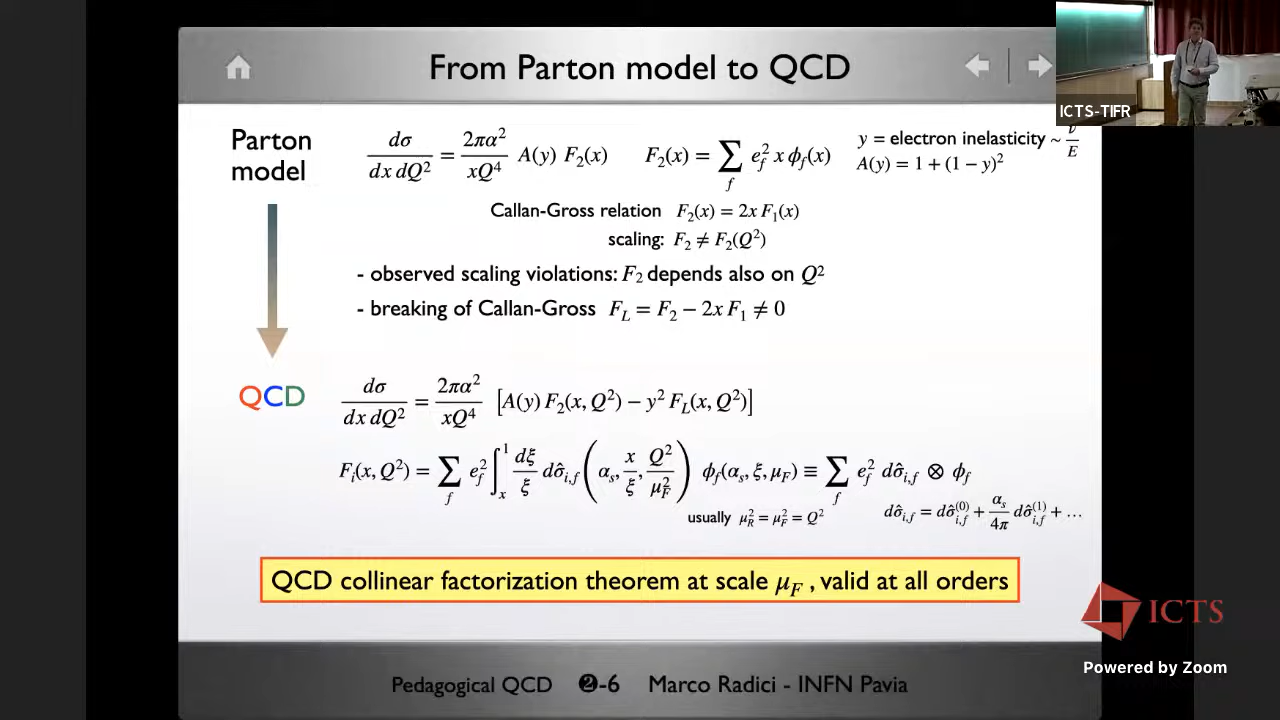 From Parton model to QCD
ICTS-TIFR
Parton
model
dσ/dx dQ² = 2πα²/xQ⁴ A(y) F₂(x)   F₂(x) = ∑_f e_f² x ϕ_f(x)
y = electron inelasticity ~ ν/E
A(y) = 1 + (1 − y)²
Callan-Gross relation F₂(x) = 2x F₁(x)
scaling: F₂ ≠ F₂(Q²)
- observed scaling violations: F₂ depends also on Q²
- breaking of Callan-Gross F_L = F₂ − 2x F₁ ≠ 0
QCD
dσ/dx dQ² = 2πα²/xQ⁴ [A(y) F₂(x, Q²) − y² F_L(x, Q²)]
F_i(x, Q²) = ∑_f e_f² ∫_x^1 dξ/ξ dσ̂_{i,f} (α_s, x/ξ, Q²/μ_F²) ϕ_f(α_s, ξ, μ_F) ≡ ∑_f e_f² dσ̂_{i,f} ⊗ ϕ_f
usually μ_R² = μ_F² = Q²
dσ̂_{i,f} = dσ̂_{i,f}^{(0)} + α_s/4π dσ̂_{i,f}^{(1)} + …
QCD collinear factorization theorem at scale μ_F , valid at all orders
ICTS
Powered by Zoom
Pedagogical QCD ❷-6 Marco Radici - INFN Pavia